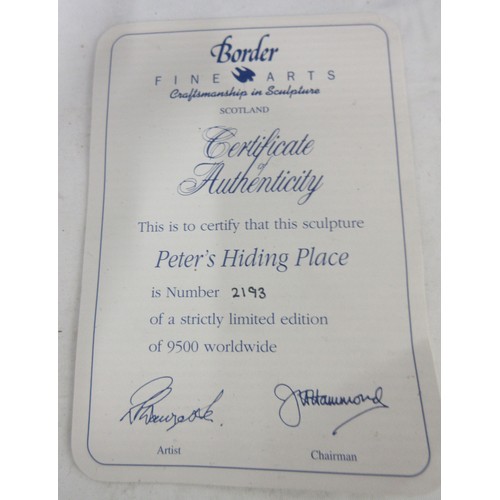 Border
FINE ARTS
Craftsmanship in Sculpture
SCOTLAND
Certificate
of
Authenticity
This is to certify that this sculpture
Peter's Hiding Place
is Number 2193
of a strictly limited edition
of 9500 worldwide
Hammond
Artist Chairman